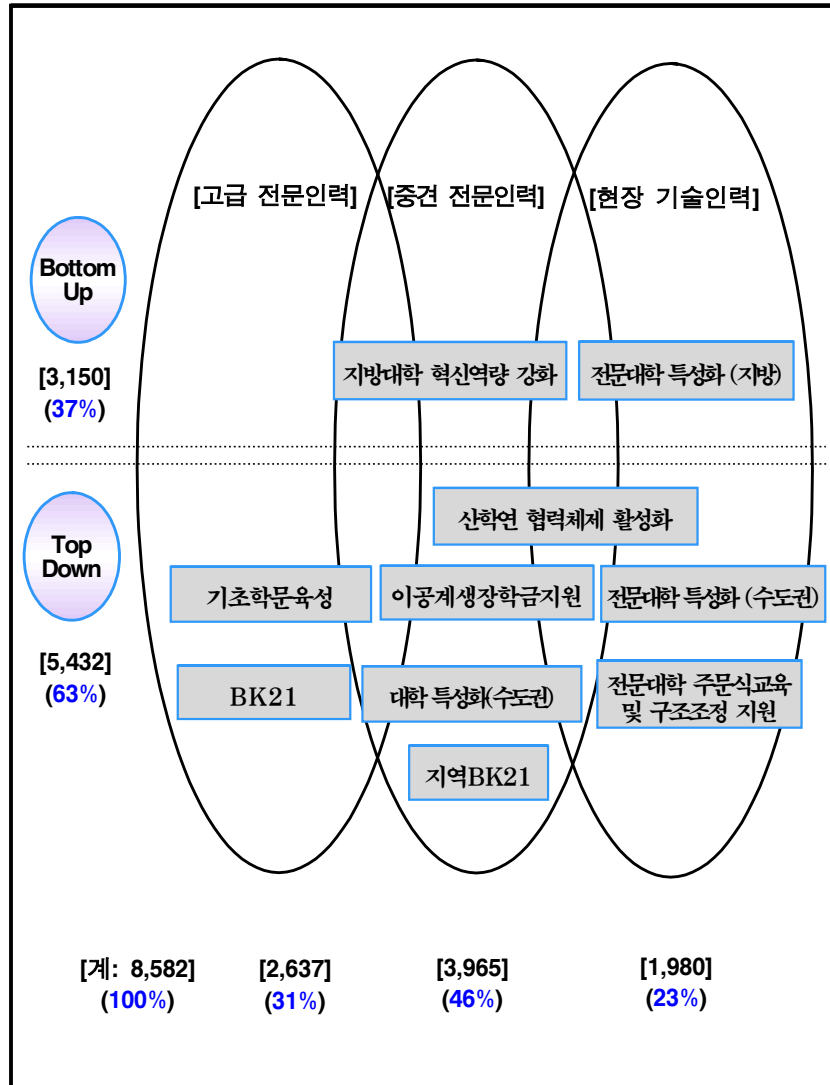 [고급 전문인력] [중견 전문인력] [현장 기술인력]
Bottom
Up
[3,150]
(37%)
지방대학 혁신역량 강화
전문대학 특성화 (지방)
Top
Down
[5,432]
(63%)
산학연 협력체제 활성화
기초학문육성
이공계생장학금지원
전문대학 특성화 (수도권)
BK21
대학 특성화(수도권)
전문대학 주문식교육
및 구조조정 지원
지역BK21
[계: 8,582] [2,637] [3,965] [1,980]
(100%) (31%) (46%) (23%)